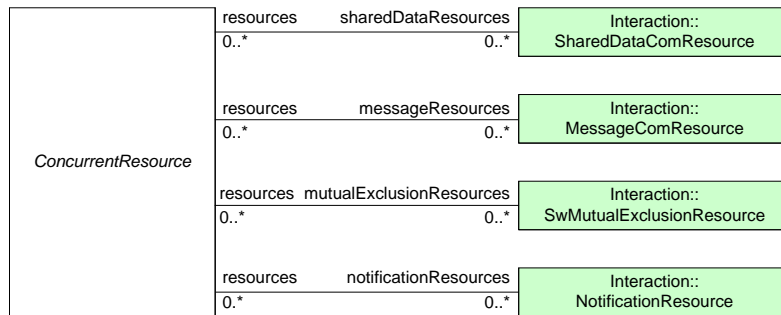 resources sharedDataResources
0..* 0..*
Interaction::
SharedDataComResource
resources messageResources
0..* 0..*
Interaction::
MessageComResource
ConcurrentResource
resources mutualExclusionResources
0..* 0..*
Interaction::
SwMutualExclusionResource
resources notificationResources
0.* 0..*
Interaction::
NotificationResource